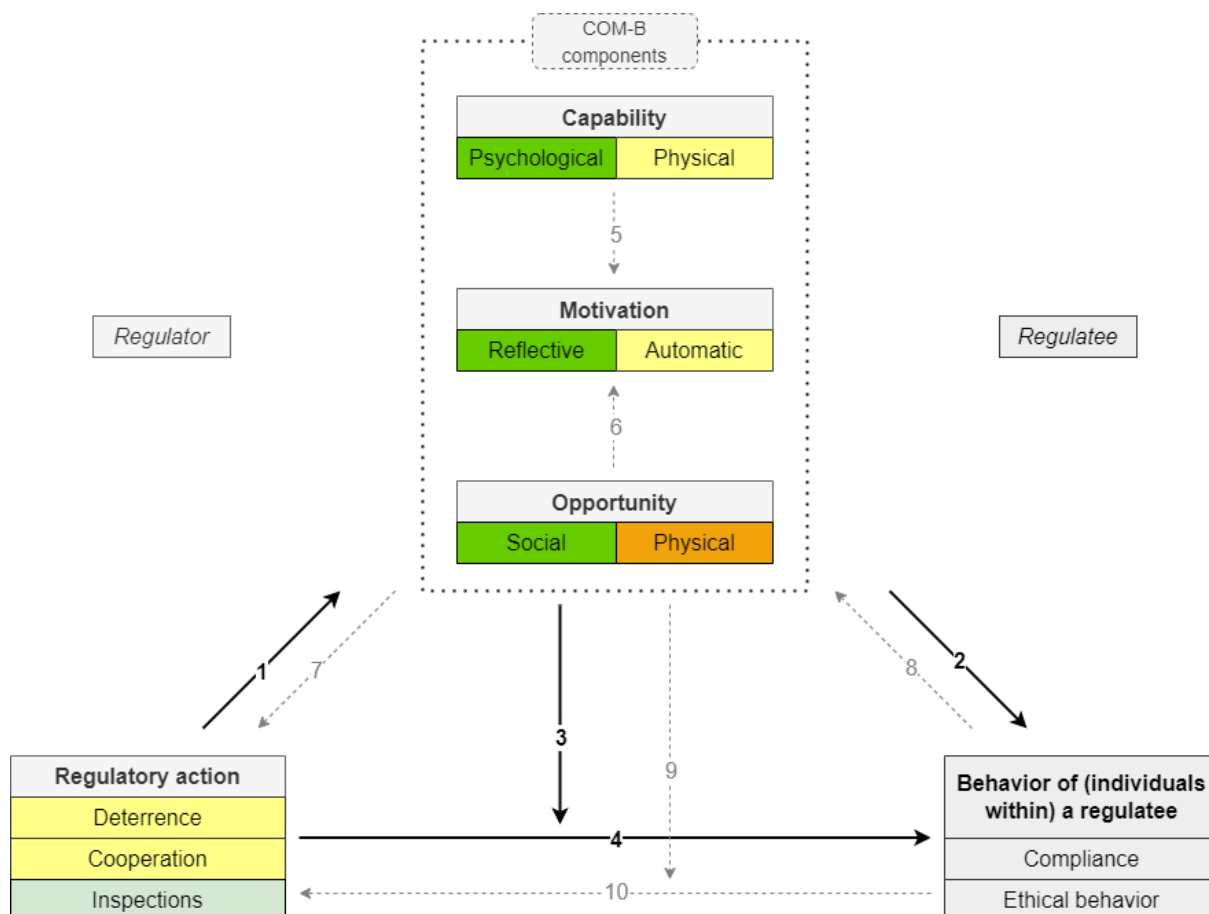 COM-B
components
Capability
Psychological Physical
5
Motivation
Regulator
Reflective Automatic
Regulatee
6
Opportunity
Social Physical
1 7 8 2
3
9
Regulatory action
Deterrence
Cooperation
Inspections
4
10
Behavior of (individuals
within) a regulatee
Compliance
Ethical behavior